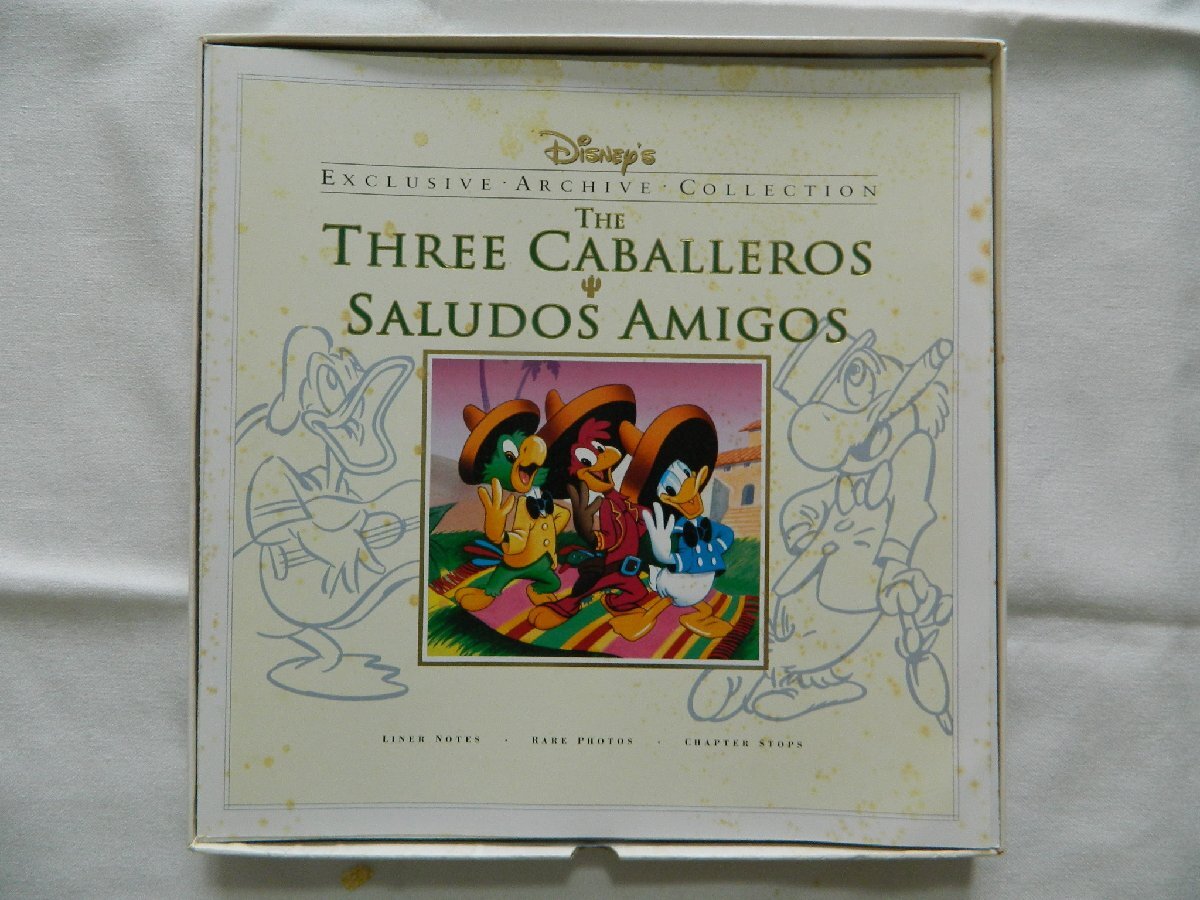 Disney's
EXCLUSIVE · ARCHIVE · COLLECTION
THE
THREE CABALLEROS
SALUDOS AMIGOS
LINER NOTES · RARE PHOTOS · CHAPTER STOPS